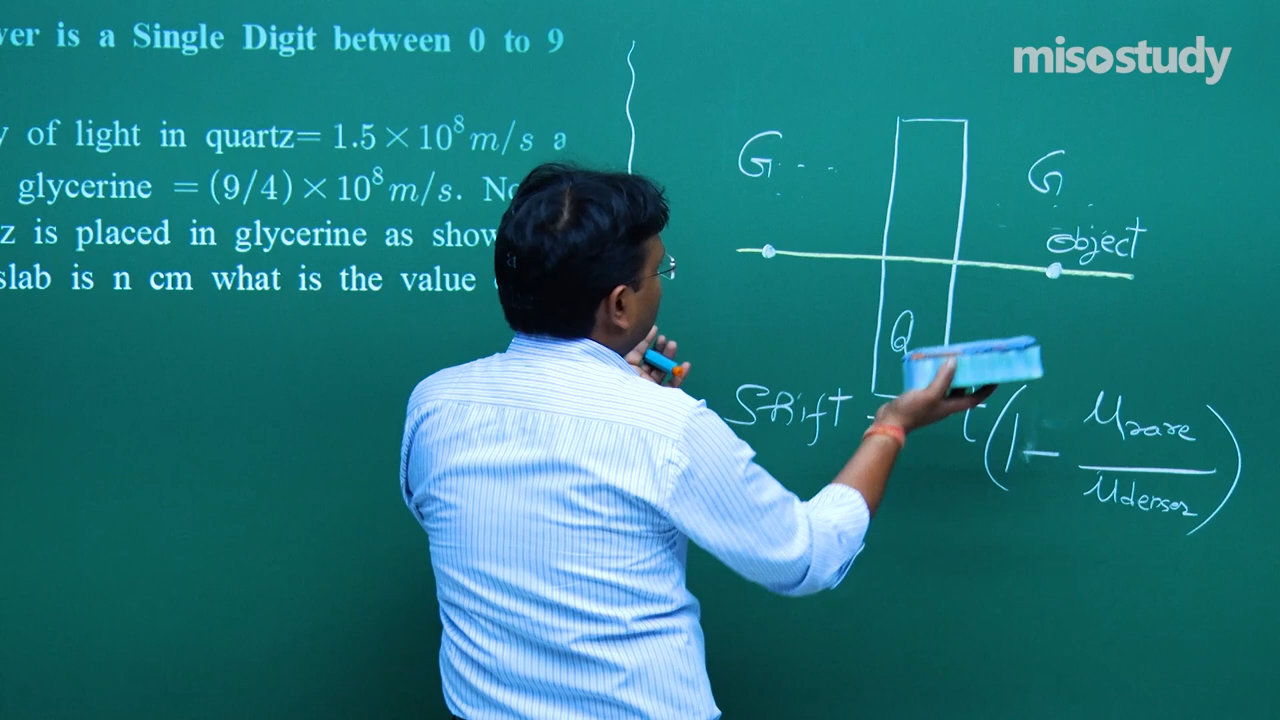 ver is a Single Digit between 0 to 9
misostudy
y of light in quartz= 1.5 × 10⁸ m/s a
glycerine = (9/4) × 10⁸ m/s. No
z is placed in glycerine as show
slab is n cm what is the value
G
G
object
Q
Shift = t(1 - μrare / μdenser)